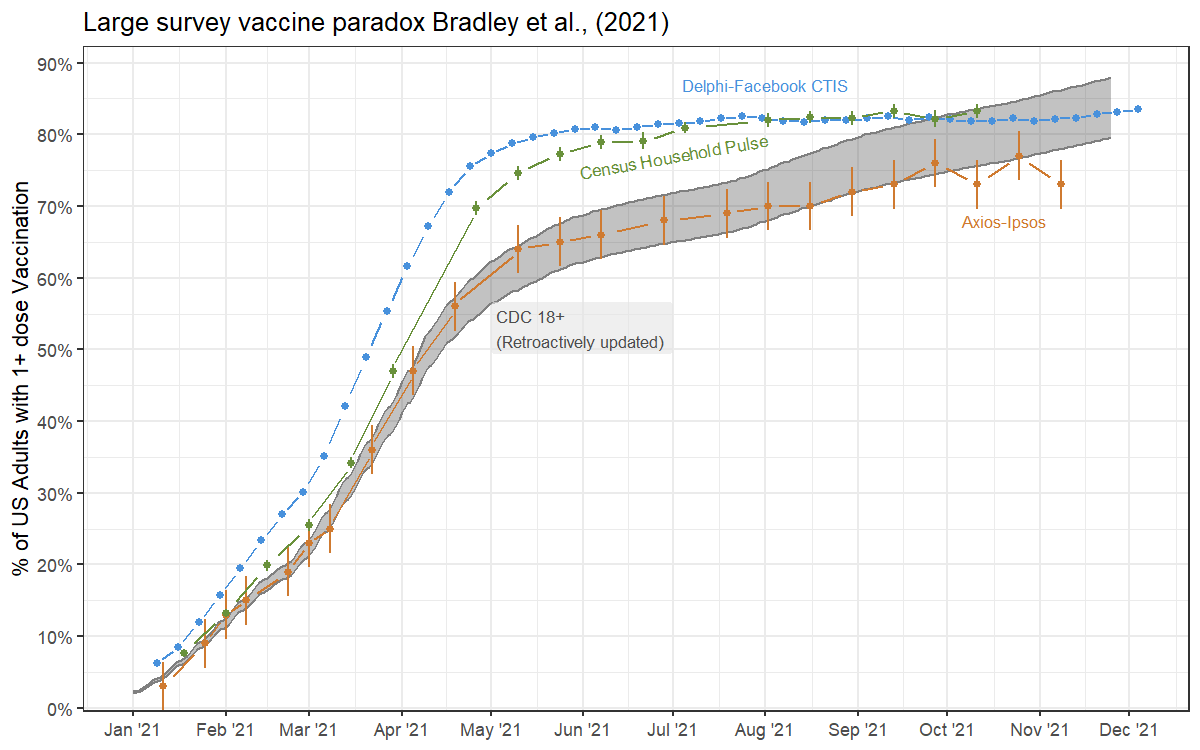 Large survey vaccine paradox Bradley et al., (2021)
% of US Adults with 1+ dose Vaccination
90%
80%
70%
60%
50%
40%
30%
20%
10%
0%
Delphi-Facebook CTIS
Census Household Pulse
Axios-Ipsos
CDC 18+
(Retroactively updated)
Jan '21 Feb '21 Mar '21 Apr '21 May '21 Jun '21 Jul '21 Aug '21 Sep '21 Oct '21 Nov '21 Dec '21